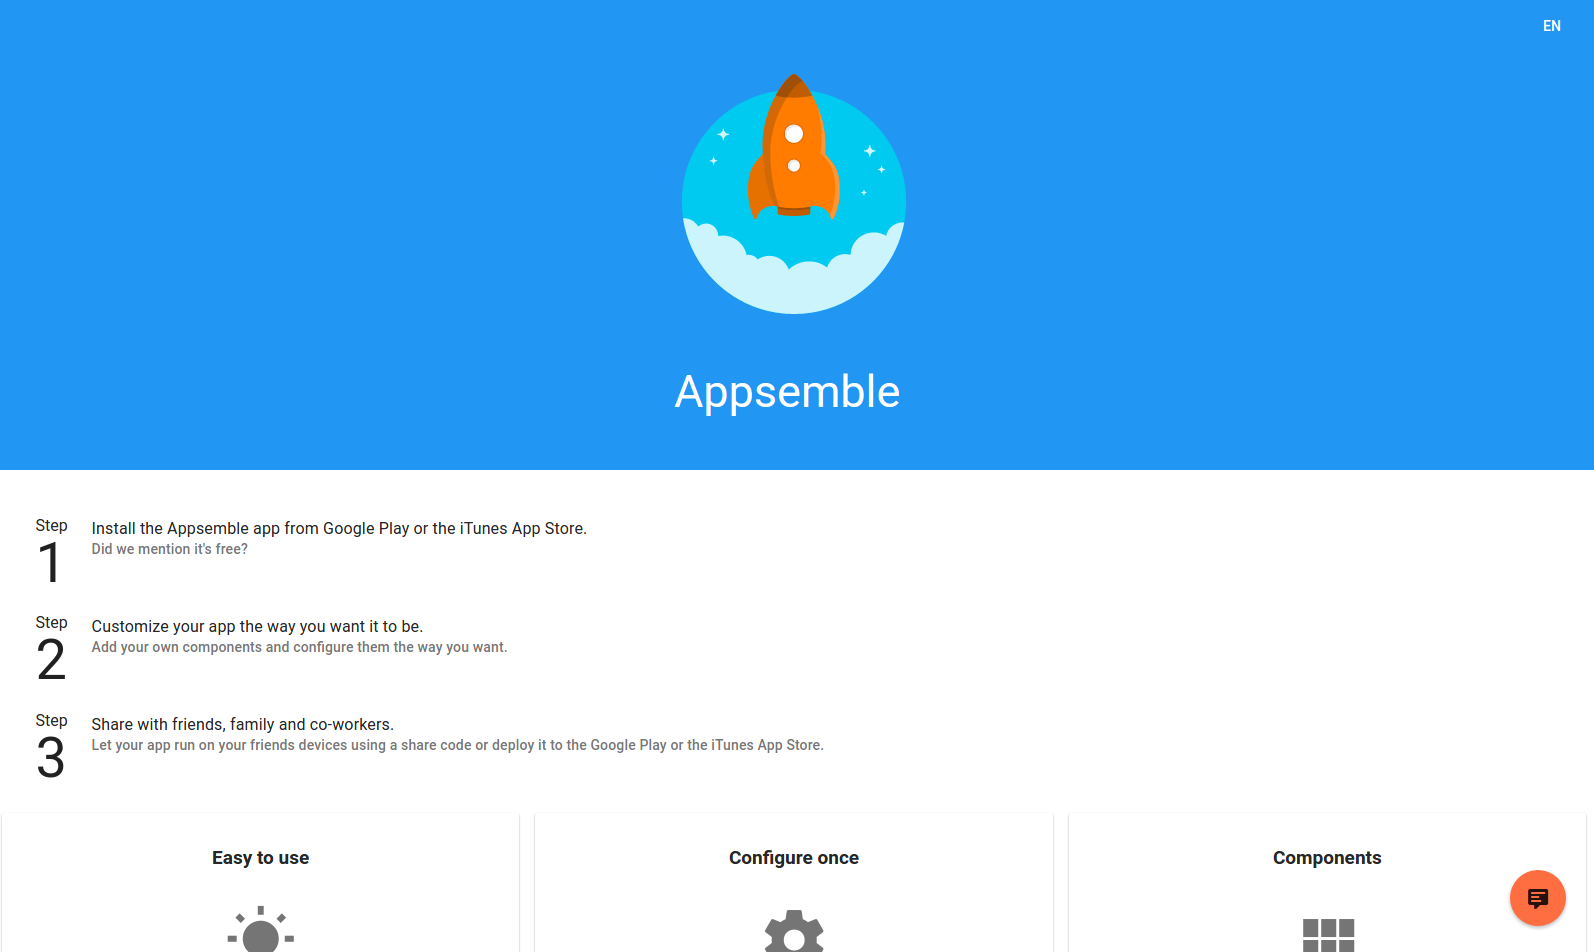 EN
Appsemble
Step
1
Install the Appsemble app from Google Play or the iTunes App Store.
Did we mention it's free?
Step
2
Customize your app the way you want it to be.
Add your own components and configure them the way you want.
Step
3
Share with friends, family and co-workers.
Let your app run on your friends devices using a share code or deploy it to the Google Play or the iTunes App Store.
Easy to use
Configure once
Components